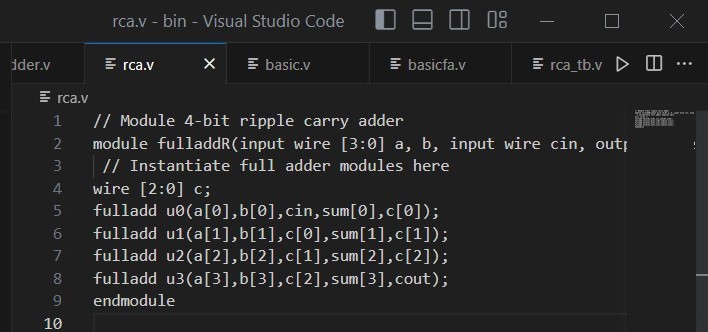 rca.v - bin - Visual Studio Code
dder.v rca.v basic.v basicfa.v rca_tb.v
rca.v
1 // Module 4-bit ripple carry adder
2 module fulladdR(input wire [3:0] a, b, input wire cin, outp
3 // Instantiate full adder modules here
4 wire [2:0] c;
5 fulladd u0(a[0],b[0],cin,sum[0],c[0]);
6 fulladd u1(a[1],b[1],c[0],sum[1],c[1]);
7 fulladd u2(a[2],b[2],c[1],sum[2],c[2]);
8 fulladd u3(a[3],b[3],c[2],sum[3],cout);
9 endmodule
10